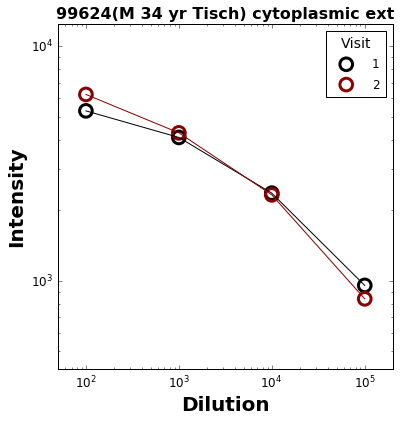 99624(M 34 yr Tisch) cytoplasmic ext
Visit
1
2
10⁴
10³
Intensity
10² 10³ 10⁴ 10⁵
Dilution